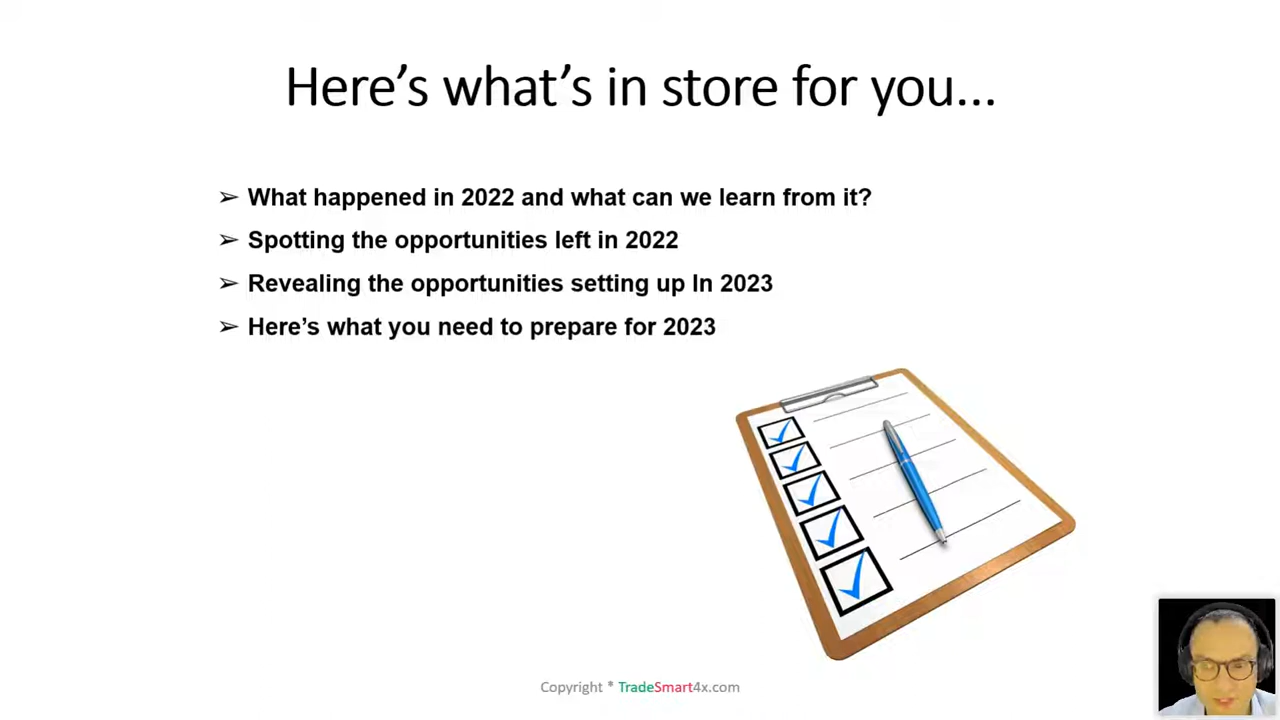 Here’s what’s in store for you...
➢ What happened in 2022 and what can we learn from it?
➢ Spotting the opportunities left in 2022
➢ Revealing the opportunities setting up In 2023
➢ Here’s what you need to prepare for 2023
Copyright * TradeSmart4x.com